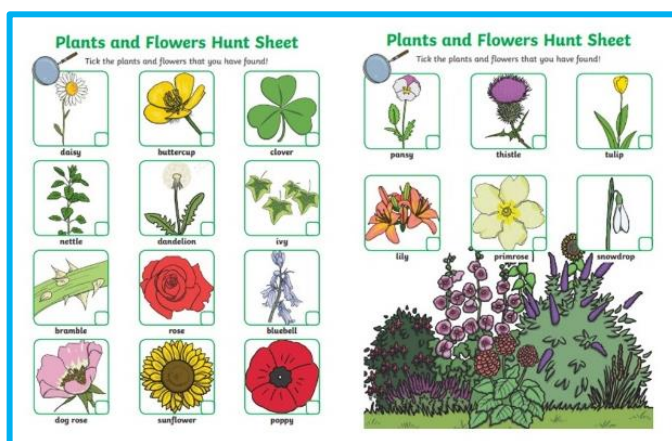 Plants and Flowers Hunt Sheet
Tick the plants and flowers that you have found!
daisy buttercup clover
nettle dandelion ivy
bramble rose bluebell
dog rose sunflower poppy
Plants and Flowers Hunt Sheet
Tick the plants and flowers that you have found!
pansy thistle tulip
lily primrose snowdrop